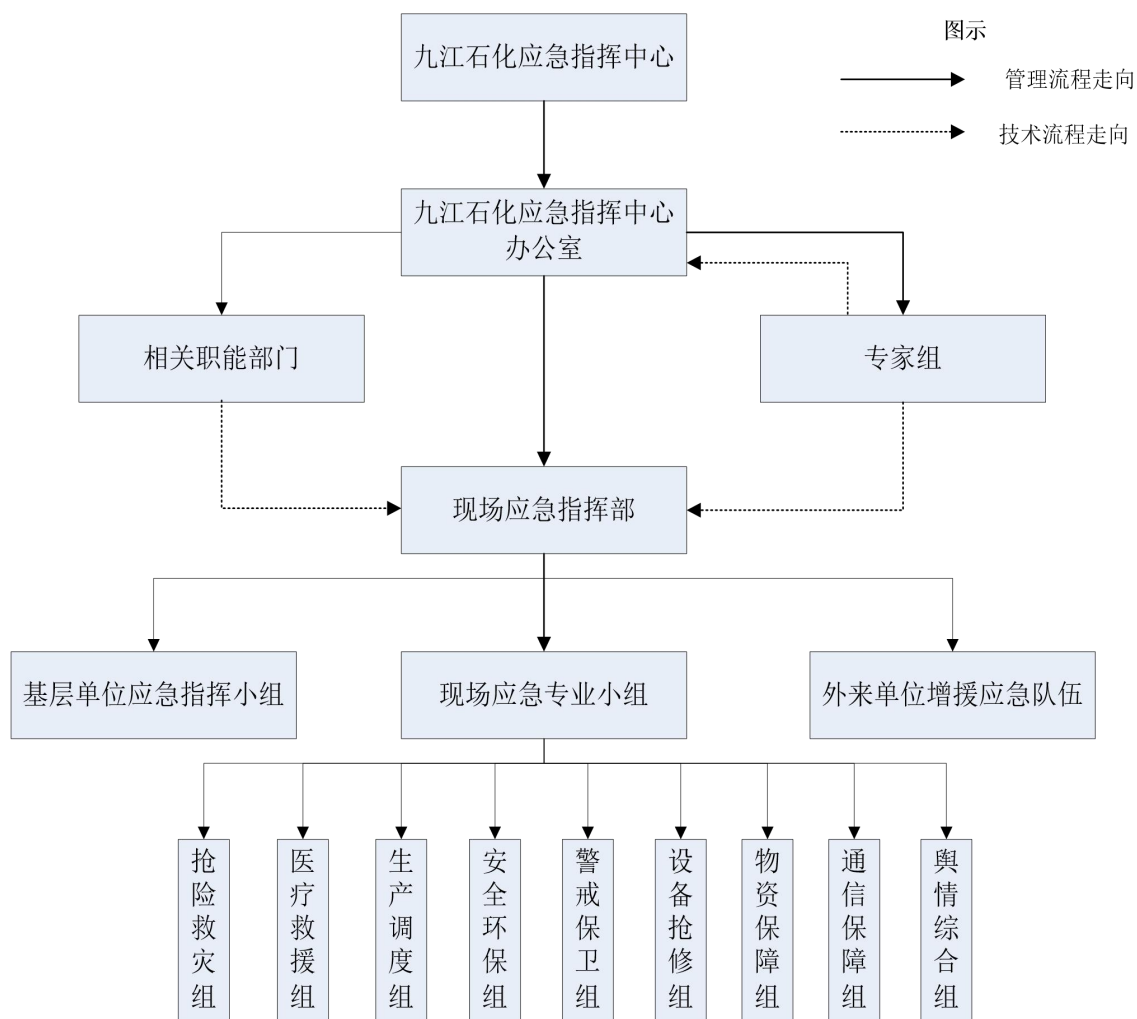 九江石化应急指挥中心
图示
管理流程走向
技术流程走向
九江石化应急指挥中心
办公室
相关职能部门
专家组
现场应急指挥部
基层单位应急指挥小组
现场应急专业小组
外来单位增援应急队伍
抢险救灾组
医疗救援组
生产调度组
安全环保组
警戒保卫组
设备抢修组
物资保障组
通信保障组
舆情综合组